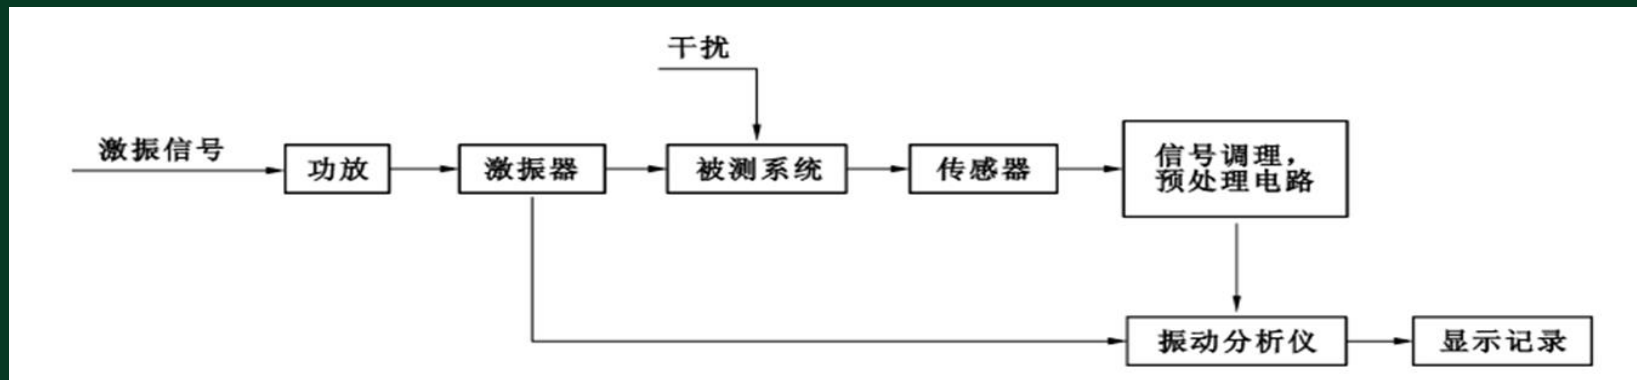 干扰
激振信号
功放
激振器
被测系统
传感器
信号调理，
预处理电路
振动分析仪
显示记录